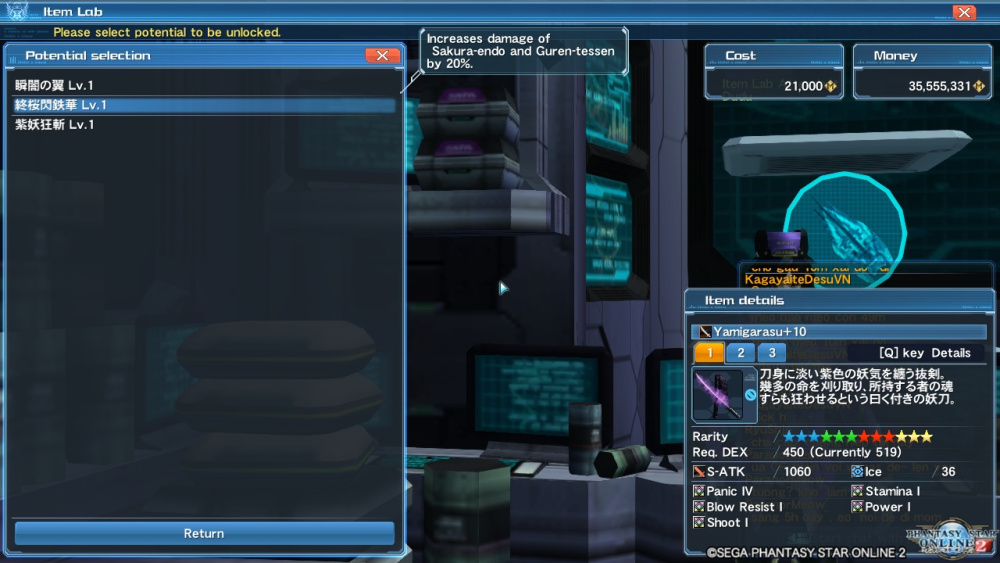 Item Lab
Please select potential to be unlocked.
Potential selection
瞬闇の翼 Lv.1
終桜閃鉄華 Lv.1
紫妖狂斬 Lv.1
Return
Increases damage of
Sakura-endo and Guren-tessen
by 20%.
Cost
21,000
Money
35,555,331
KagayaiteDesuVN
Item details
Yamigarasu+10
1 2 3 [Q] key Details
刀身に淡い紫色の妖気を纏う抜剣。
幾多の命を刈り取り、所持する者の魂
すらも狂わせるという曰く付きの妖刀。
Rarity /
Req. DEX / 450 (Currently 519)
S-ATK / 1060 Ice / 36
Panic IV Stamina I
Blow Resist I Power I
Shoot I
PHANTASY STAR
ONLINE 2
©SEGA PHANTASY STAR ONLINE 2